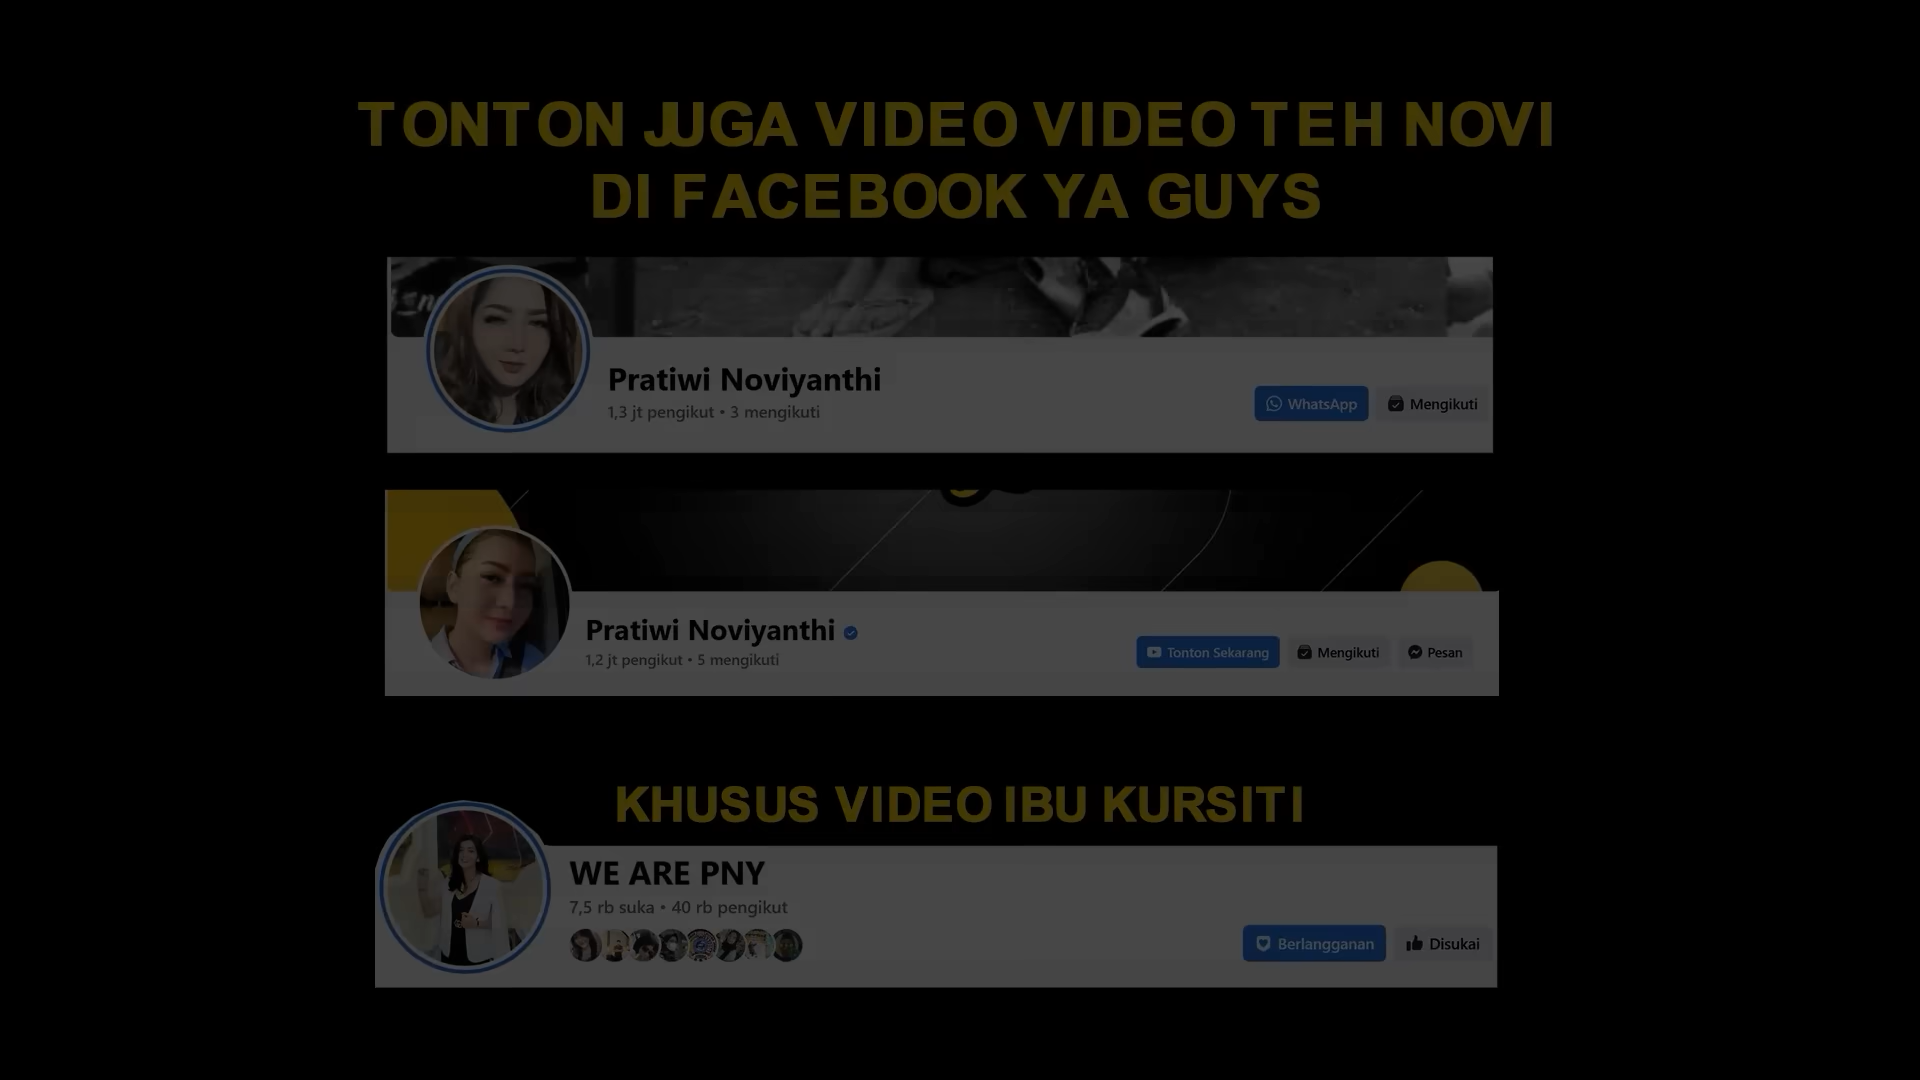 TONTON JUGA VIDEO VIDEO TEH NOVI
DI FACEBOOK YA GUYS
Pratiwi Noviyanthi
1,3 jt pengikut • 3 mengikuti
WhatsApp
Mengikuti
Pratiwi Noviyanthi
1,2 jt pengikut • 5 mengikuti
Tonton Sekarang
Mengikuti
Pesan
KHUSUS VIDEO IBU KURSITI
WE ARE PNY
7,5 rb suka • 40 rb pengikut
Berlangganan
Disukai